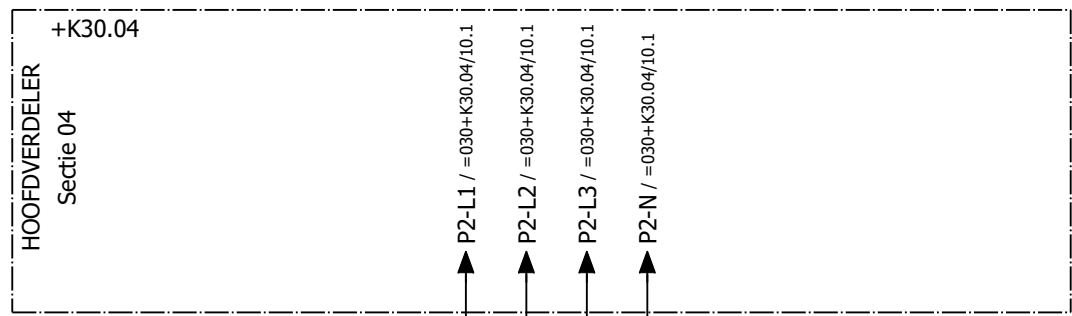 +K30.04
HOOFDVERDELER
Sectie 04
P2-L1 / =030+K30.04/10.1
P2-L2 / =030+K30.04/10.1
P2-L3 / =030+K30.04/10.1
P2-N / =030+K30.04/10.1